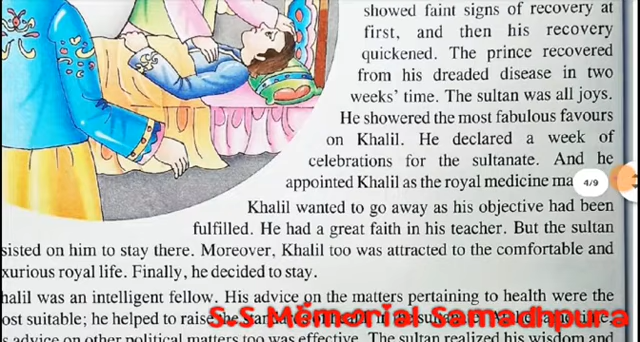 showed faint signs of recovery at
first, and then his recovery
quickened. The prince recovered
from his dreaded disease in two
weeks' time. The sultan was all joys.
He showered the most fabulous favours
on Khalil. He declared a week of
celebrations for the sultanate. And he
appointed Khalil as the royal medicine ma
4/9
Khalil wanted to go away as his objective had been
fulfilled. He had a great faith in his teacher. But the sultan
sisted on him to stay there. Moreover, Khalil too was attracted to the comfortable and
xurious royal life. Finally, he decided to stay.
halil was an intelligent fellow. His advice on the matters pertaining to health were the
ost suitable; he helped to raise the
S.S Memorial Samadhpura
s advice on other political matters too was effective. The sultan realized his wisdom and